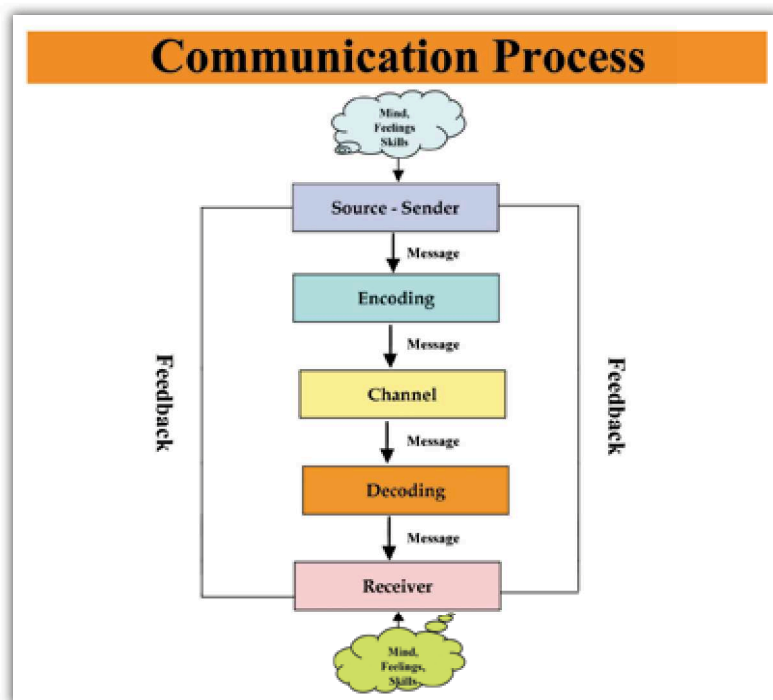 Communication Process
Mind,
Feelings
Skills
Source - Sender
Message
Encoding
Message
Channel
Message
Decoding
Message
Receiver
Feedback
Feedback
Mind,
Feelings,
Skills